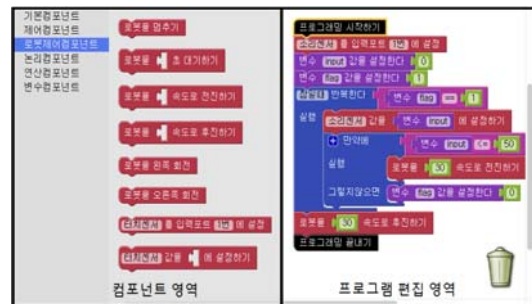 기본컴포넌트
제어컴포넌트
로봇제어컴포넌트
논리컴포넌트
연산컴포넌트
변수컴포넌트
로봇을 멈추기
로봇을 초 대기하기
로봇을 속도로 전진하기
로봇을 속도로 후진하기
로봇을 왼쪽 회전
로봇을 오른쪽 회전
터치센서 를 입력포트 1번 에 설정
터치센서 값을 에 설정하기
컴포넌트 영역
프로그래밍 시작하기
소리센서 를 입력포트 1번 에 설정
변수 input 값을 설정한다 0
변수 flag 값을 설정한다 1
참일때 반복한다 변수 flag == 1
실행 소리센서 값을 변수 input 에 설정하기
만약에 변수 input <= 50
실행 로봇을 30 속도로 전진하기
그렇지않으면 변수 flag 값을 설정한다 0
로봇을 30 속도로 후진하기
프로그래밍 끝내기
프로그램 편집 영역